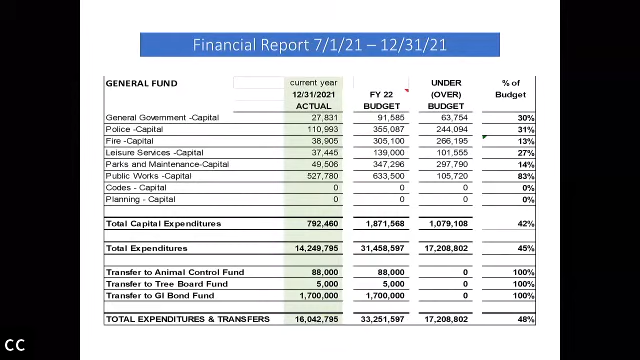 Financial Report 7/1/21 – 12/31/21
GENERAL FUND current year UNDER % of
12/31/2021 FY 22 (OVER) Budget
ACTUAL BUDGET BUDGET
General Government -Capital 27,831 91,585 63,754 30%
Police -Capital 110,993 355,087 244,094 31%
Fire -Capital 38,905 305,100 266,195 13%
Leisure Services -Capital 37,445 139,000 101,555 27%
Parks and Maintenance-Capital 49,506 347,296 297,790 14%
Public Works -Capital 527,780 633,500 105,720 83%
Codes - Capital 0 0 0 0%
Planning - Capital 0 0 0 0%
Total Capital Expenditures 792,460 1,871,568 1,079,108 42%
Total Expenditures 14,249,795 31,458,597 17,208,802 45%
Transfer to Animal Control Fund 88,000 88,000 0 100%
Transfer to Tree Board Fund 5,000 5,000 0 100%
Transfer to GI Bond Fund 1,700,000 1,700,000 0 100%
TOTAL EXPENDITURES & TRANSFERS 16,042,795 33,251,597 17,208,802 48%
CC